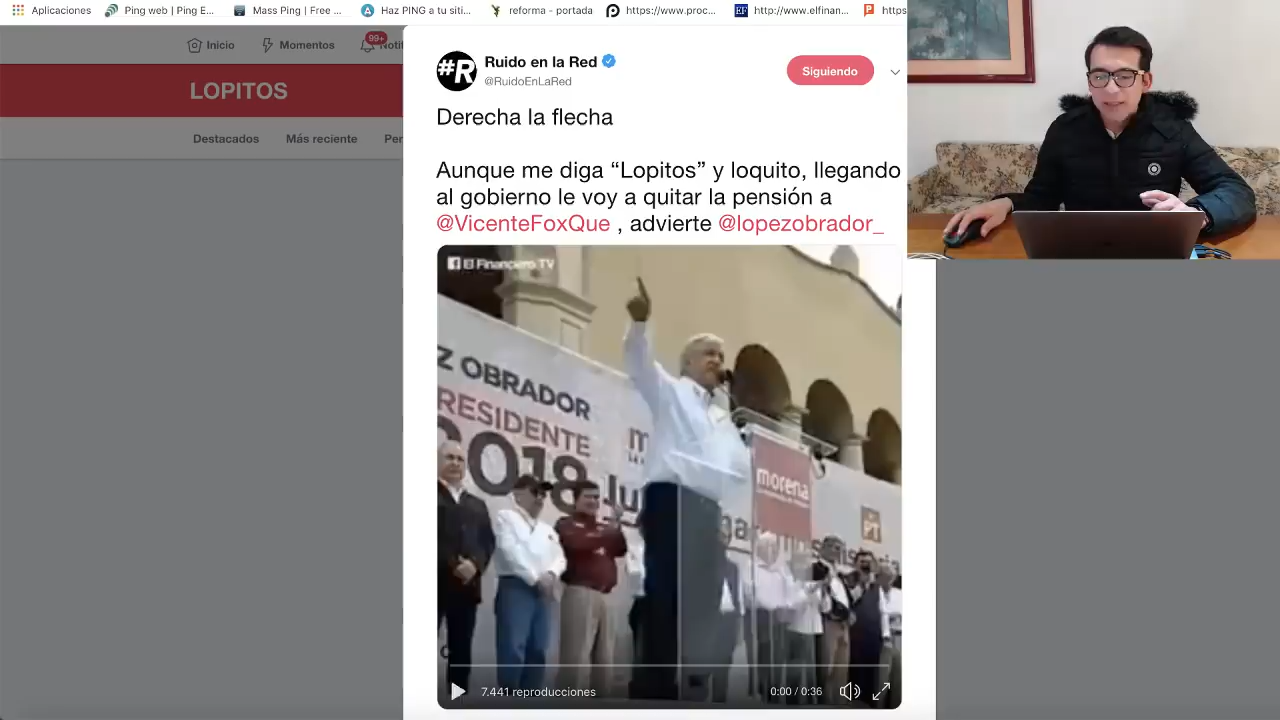 Aplicaciones
Ping web | Ping E...
Mass Ping | Free ...
Haz PING a tu siti...
reforma - portada
https://www.proc...
http://www.elfinan...
https
Inicio
Momentos
99+
LOPITOS
Destacados
Más reciente
#R
Ruido en la Red
@RuidoEnLaRed
Siguiendo
Derecha la flecha
Aunque me diga “Lopitos” y loquito, llegando
al gobierno le voy a quitar la pensión a
@VicenteFoxQue , advierte @lopezobrador_
El Financiero TV
Z OBRADOR
RESIDENTE
2018
morena
PT
7.441 reproducciones
0:00 / 0:36